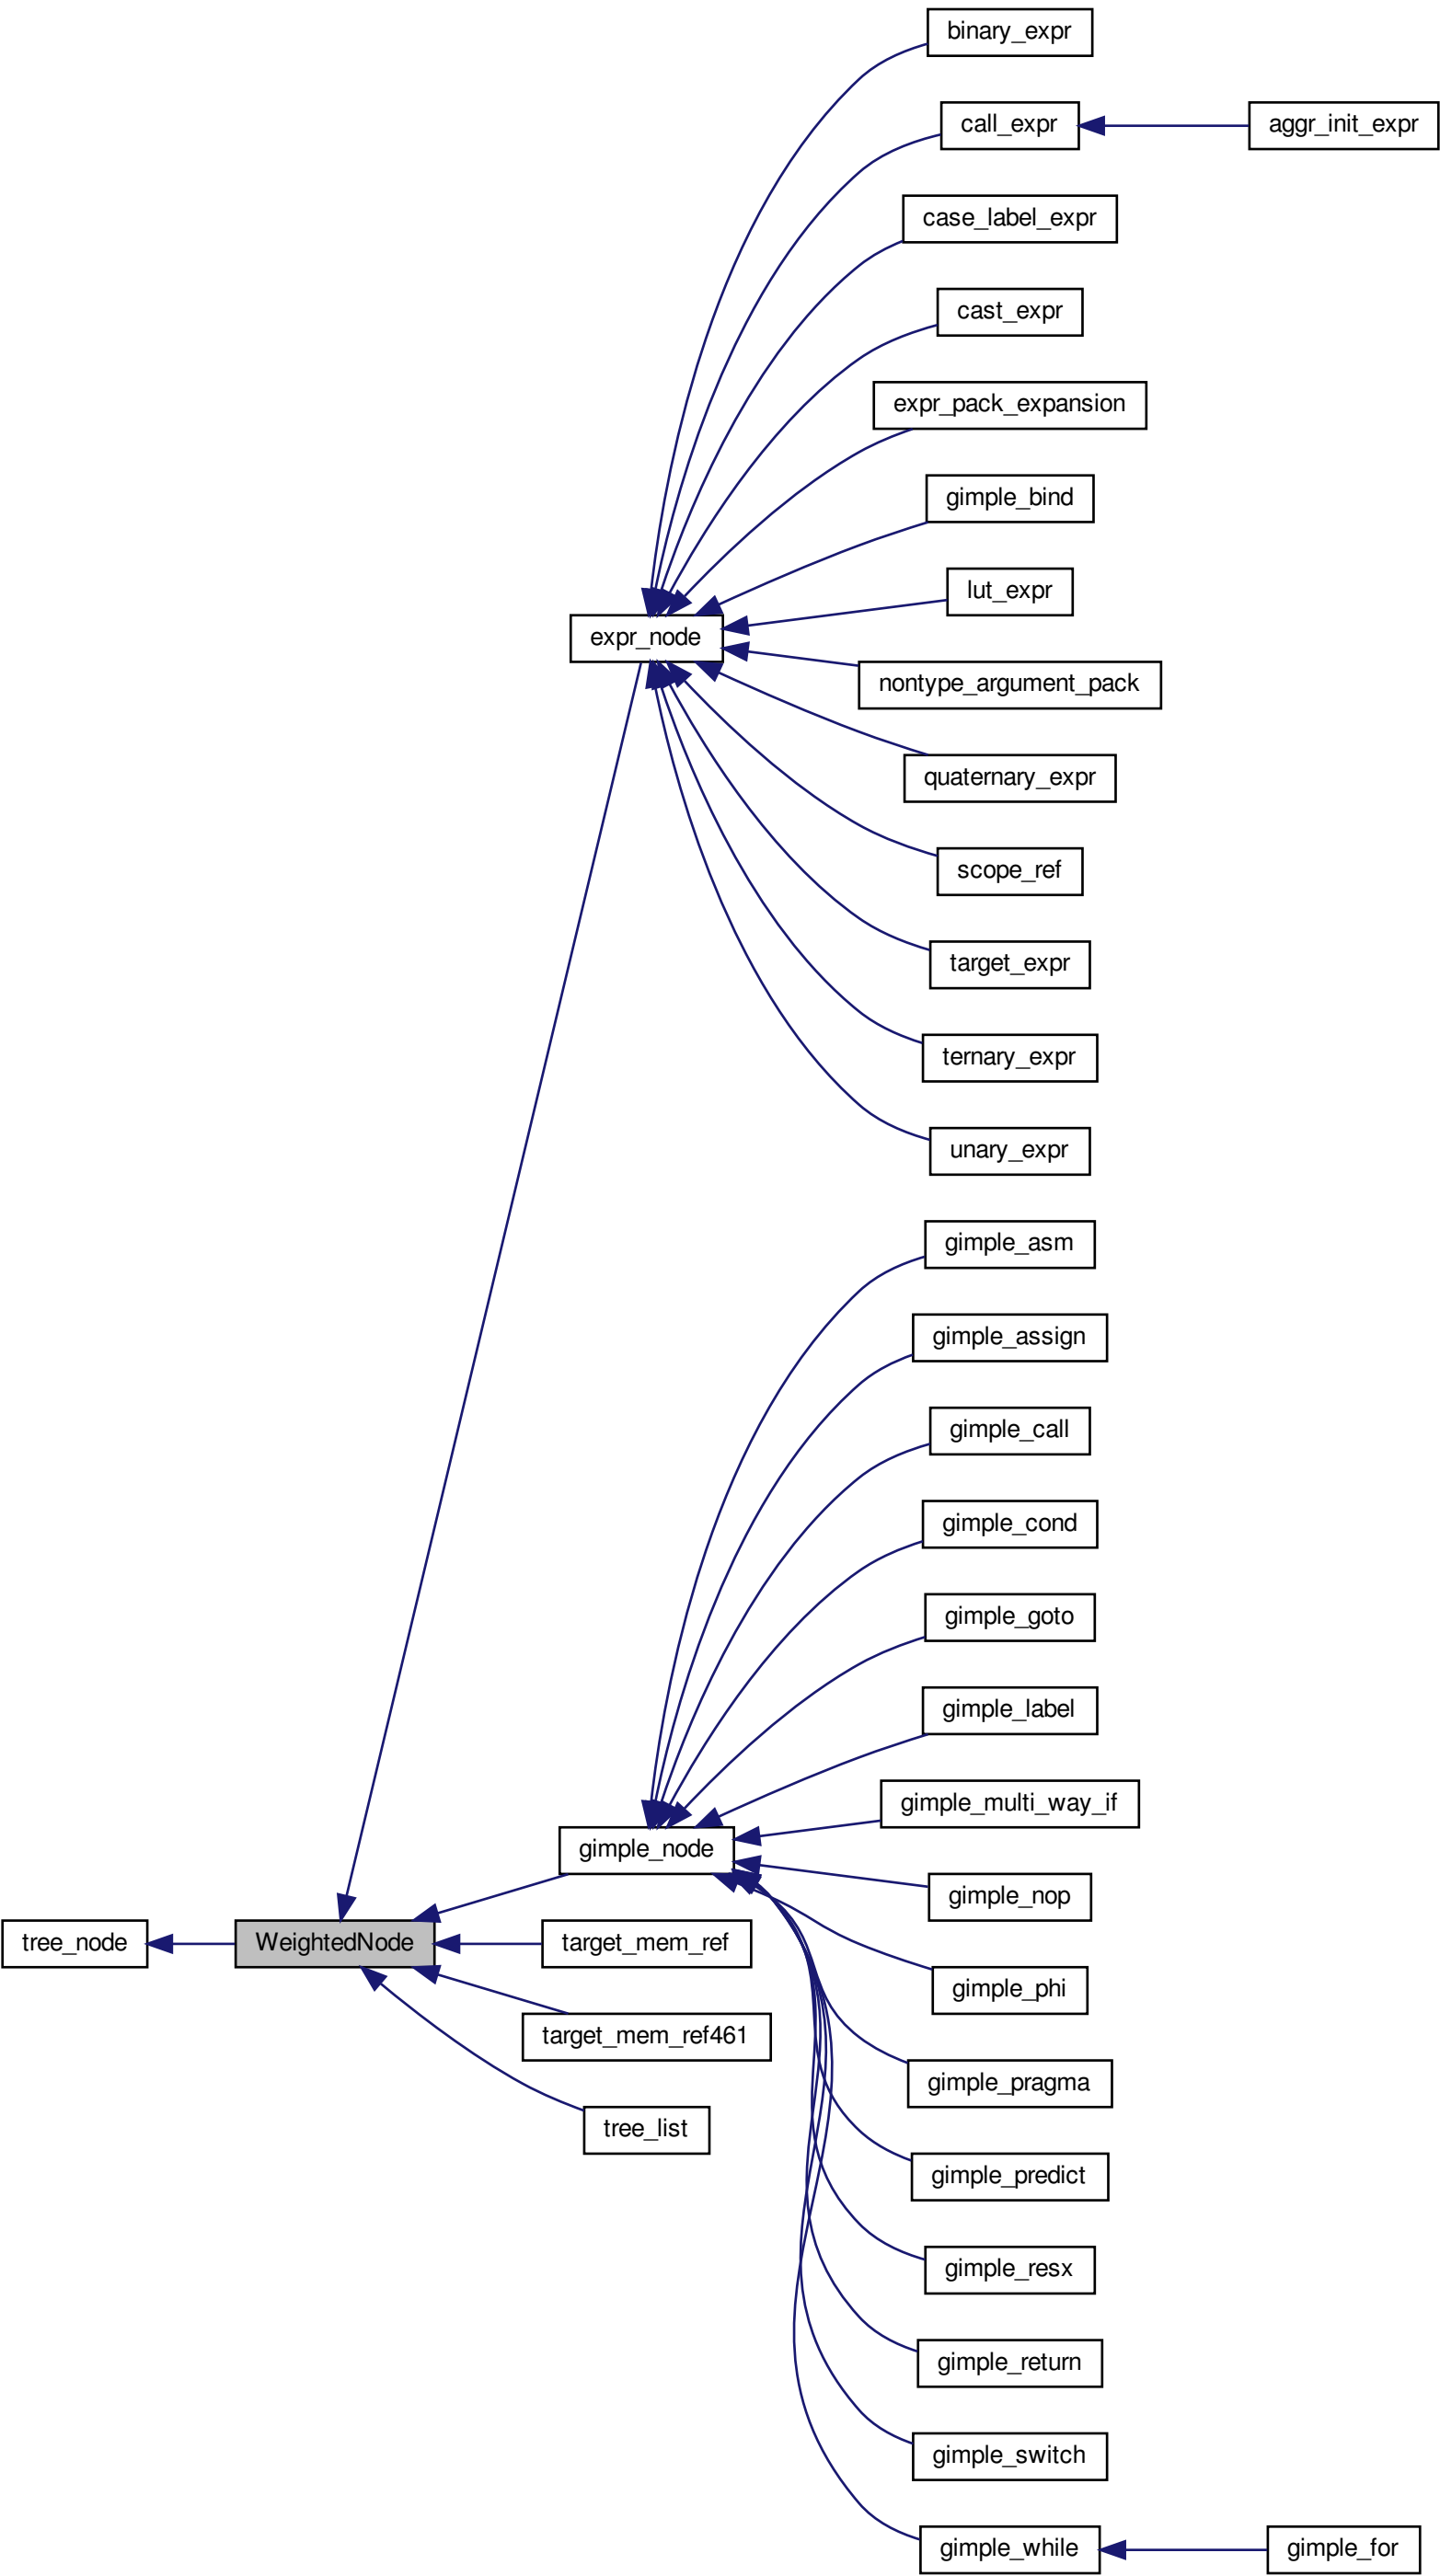 binary_expr
call_expr
aggr_init_expr
case_label_expr
cast_expr
expr_pack_expansion
gimple_bind
lut_expr
expr_node
nontype_argument_pack
quaternary_expr
scope_ref
target_expr
ternary_expr
unary_expr
gimple_asm
gimple_assign
gimple_call
gimple_cond
gimple_goto
gimple_label
gimple_multi_way_if
gimple_node
gimple_nop
tree_node
WeightedNode
target_mem_ref
gimple_phi
target_mem_ref461
gimple_pragma
tree_list
gimple_predict
gimple_resx
gimple_return
gimple_switch
gimple_while
gimple_for